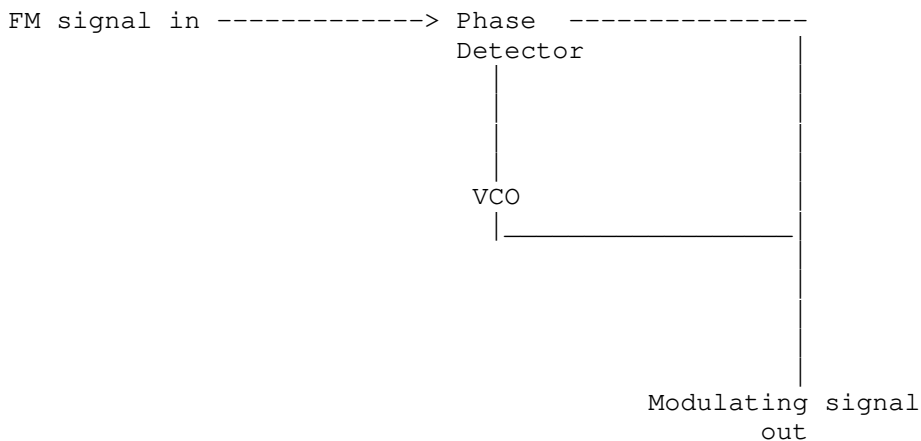 FM signal in -------------> Phase ---------------
Detector
VCO
Modulating signal
out